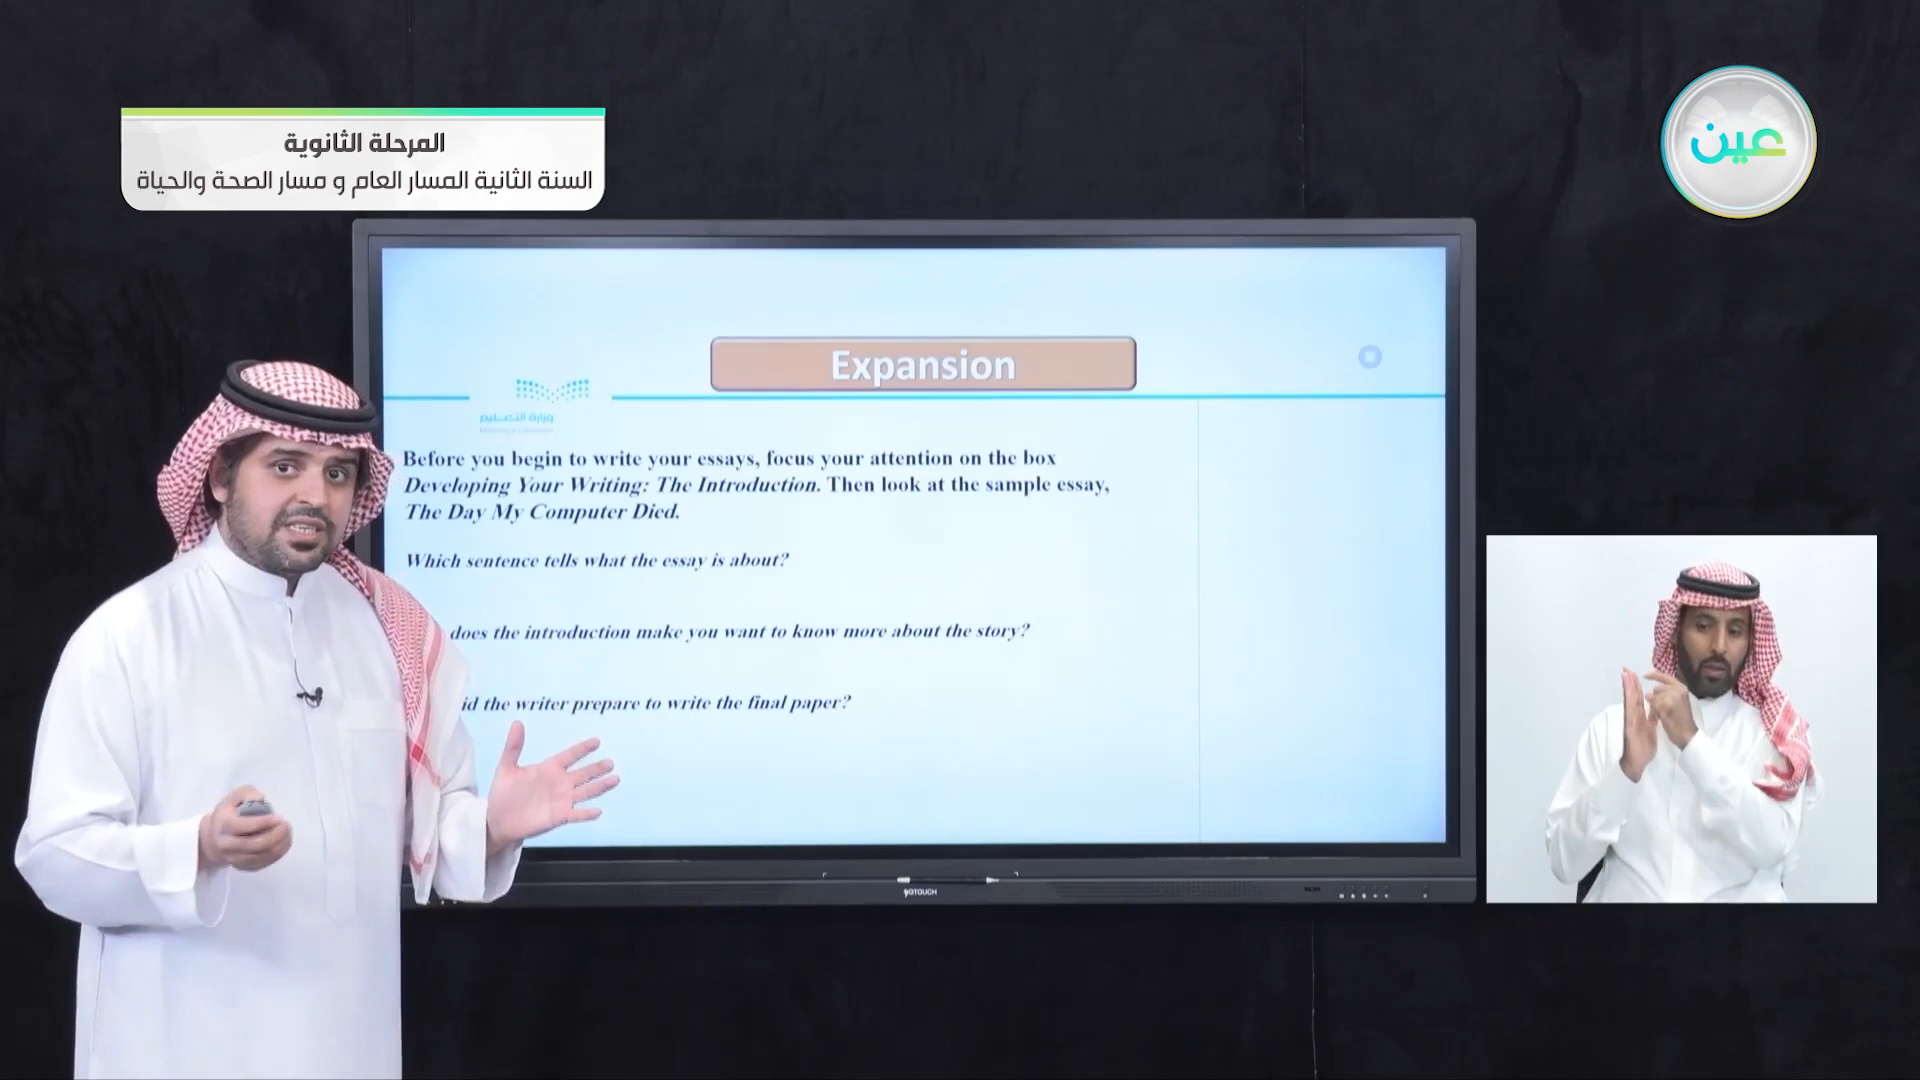 المرحلة الثانوية
السنة الثانية المسار العام و مسار الصحة والحياة
عين
Expansion
وزارة التعليم
Ministry of Education
Before you begin to write your essays, focus your attention on the box
Developing Your Writing: The Introduction. Then look at the sample essay,
The Day My Computer Died.
Which sentence tells what the essay is about?
does the introduction make you want to know more about the story?
id the writer prepare to write the final paper?